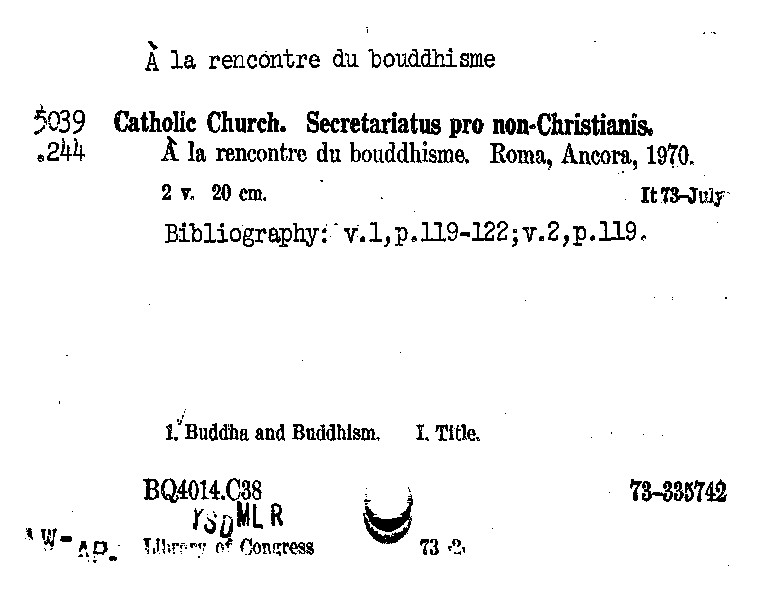 À la rencontre du bouddhisme
5039 Catholic Church. Secretariatus pro non-Christianis.
.244 À la rencontre du bouddhisme. Roma, Ancora, 1970.
2 v. 20 cm. It 73-July
Bibliography: v.1,p.119-122;v.2,p.119.
1. Buddha and Buddhism. I. Title.
BQ4014.C38 73-335742
YSD MLR
W-AP. Library of Congress 73 2